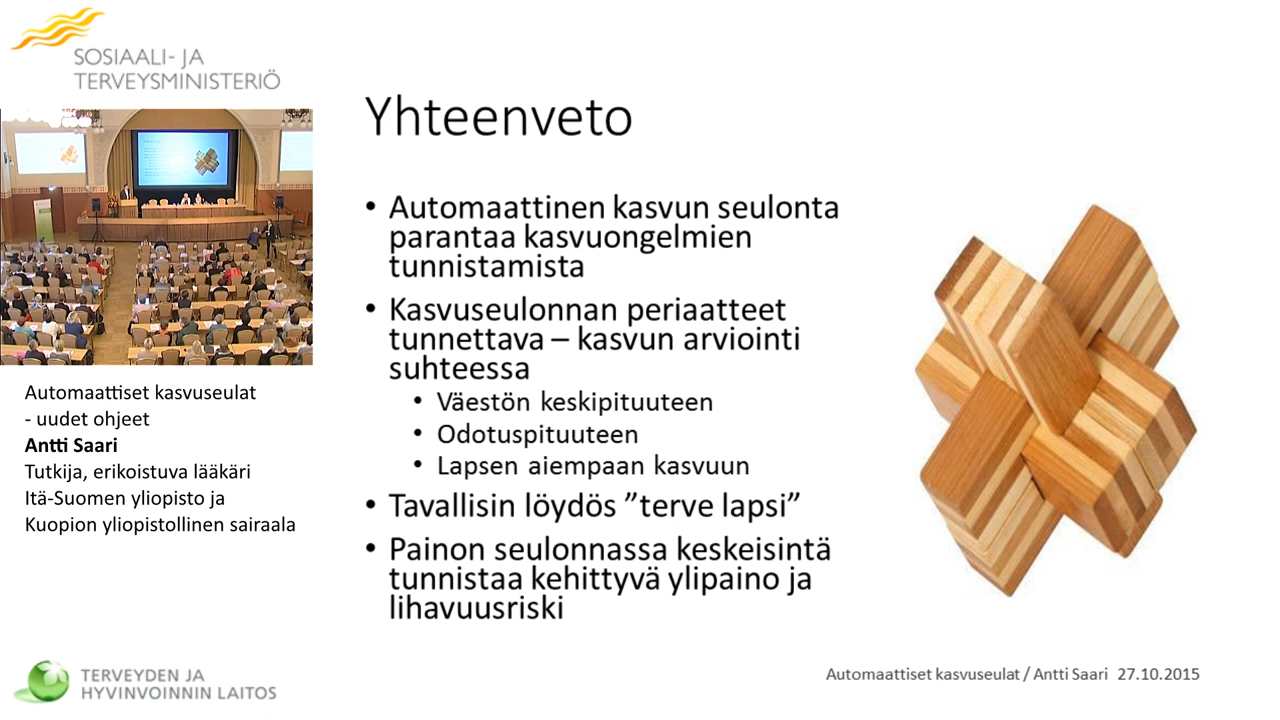 SOSIAALI- JA
TERVEYSMINISTERIÖ
Automaattiset kasvuseulat
- uudet ohjeet
Antti Saari
Tutkija, erikoistuva lääkäri
Itä-Suomen yliopisto ja
Kuopion yliopistollinen sairaala
TERVEYDEN JA
HYVINVOINNIN LAITOS
Yhteenveto
• Automaattinen kasvun seulonta
parantaa kasvuongelmien
tunnistamista
• Kasvuseulonnan periaatteet
tunnettava – kasvun arviointi
suhteessa
• Väestön keskipituuteen
• Odotuspituuteen
• Lapsen aiempaan kasvuun
• Tavallisin löydös ”terve lapsi”
• Painon seulonnassa keskeisintä
tunnistaa kehittyvä ylipaino ja
lihavuusriski
Automaattiset kasvuseulat / Antti Saari 27.10.2015